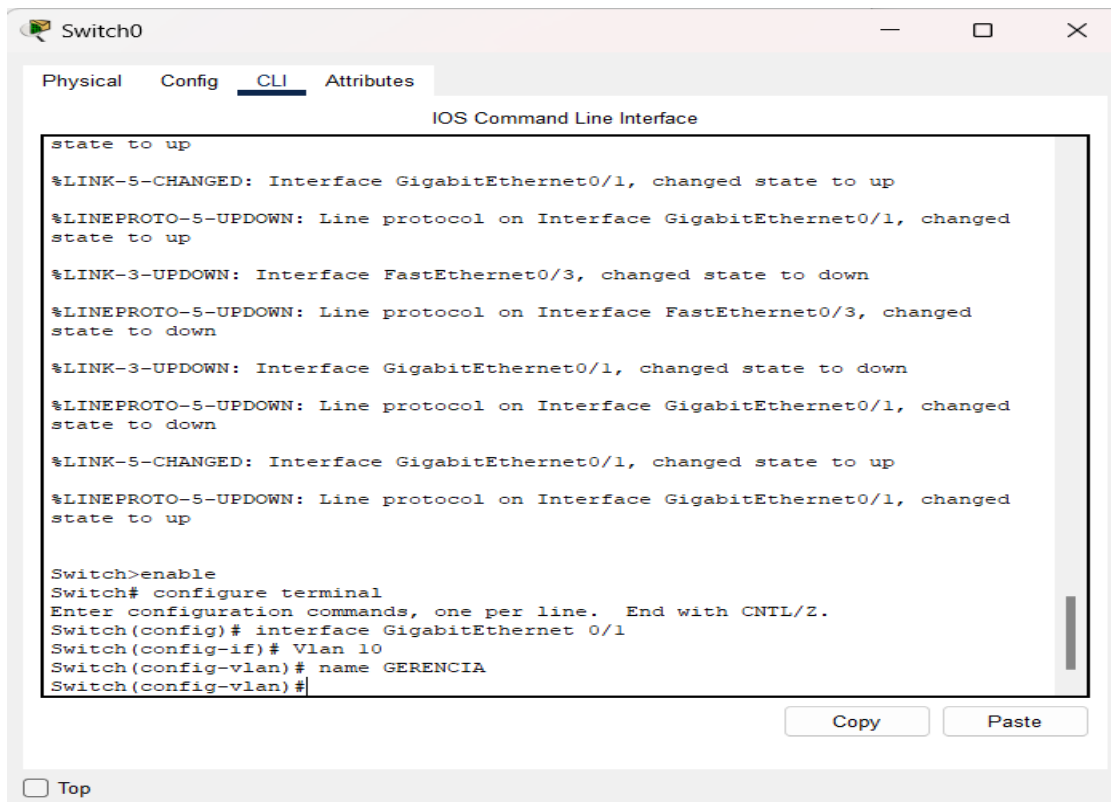 Switch0
Physical Config CLI Attributes
IOS Command Line Interface
state to up
%LINK-5-CHANGED: Interface GigabitEthernet0/1, changed state to up
%LINEPROTO-5-UPDOWN: Line protocol on Interface GigabitEthernet0/1, changed
state to up
%LINK-3-UPDOWN: Interface FastEthernet0/3, changed state to down
%LINEPROTO-5-UPDOWN: Line protocol on Interface FastEthernet0/3, changed
state to down
%LINK-3-UPDOWN: Interface GigabitEthernet0/1, changed state to down
%LINEPROTO-5-UPDOWN: Line protocol on Interface GigabitEthernet0/1, changed
state to down
%LINK-5-CHANGED: Interface GigabitEthernet0/1, changed state to up
%LINEPROTO-5-UPDOWN: Line protocol on Interface GigabitEthernet0/1, changed
state to up
Switch>enable
Switch# configure terminal
Enter configuration commands, one per line. End with CNTL/Z.
Switch(config)# interface GigabitEthernet 0/1
Switch(config-if)# Vlan 10
Switch(config-vlan)# name GERENCIA
Switch(config-vlan)#
Copy Paste
Top